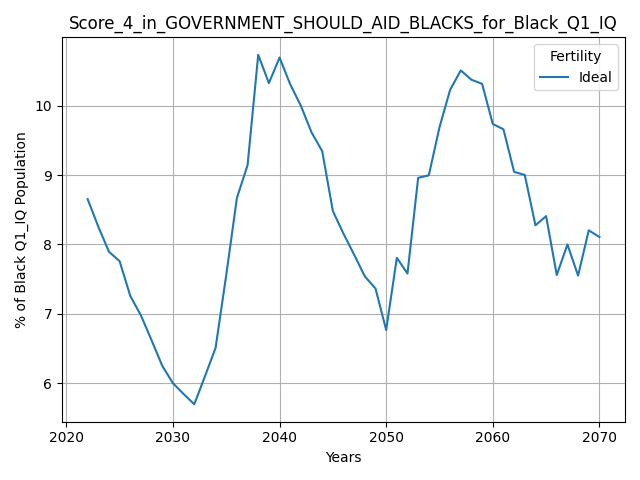 Score_4_in_GOVERNMENT_SHOULD_AID_BLACKS_for_Black_Q1_IQ
Fertility
Ideal
% of Black Q1_IQ Population
10
9
8
7
6
2020 2030 2040 2050 2060 2070
Years